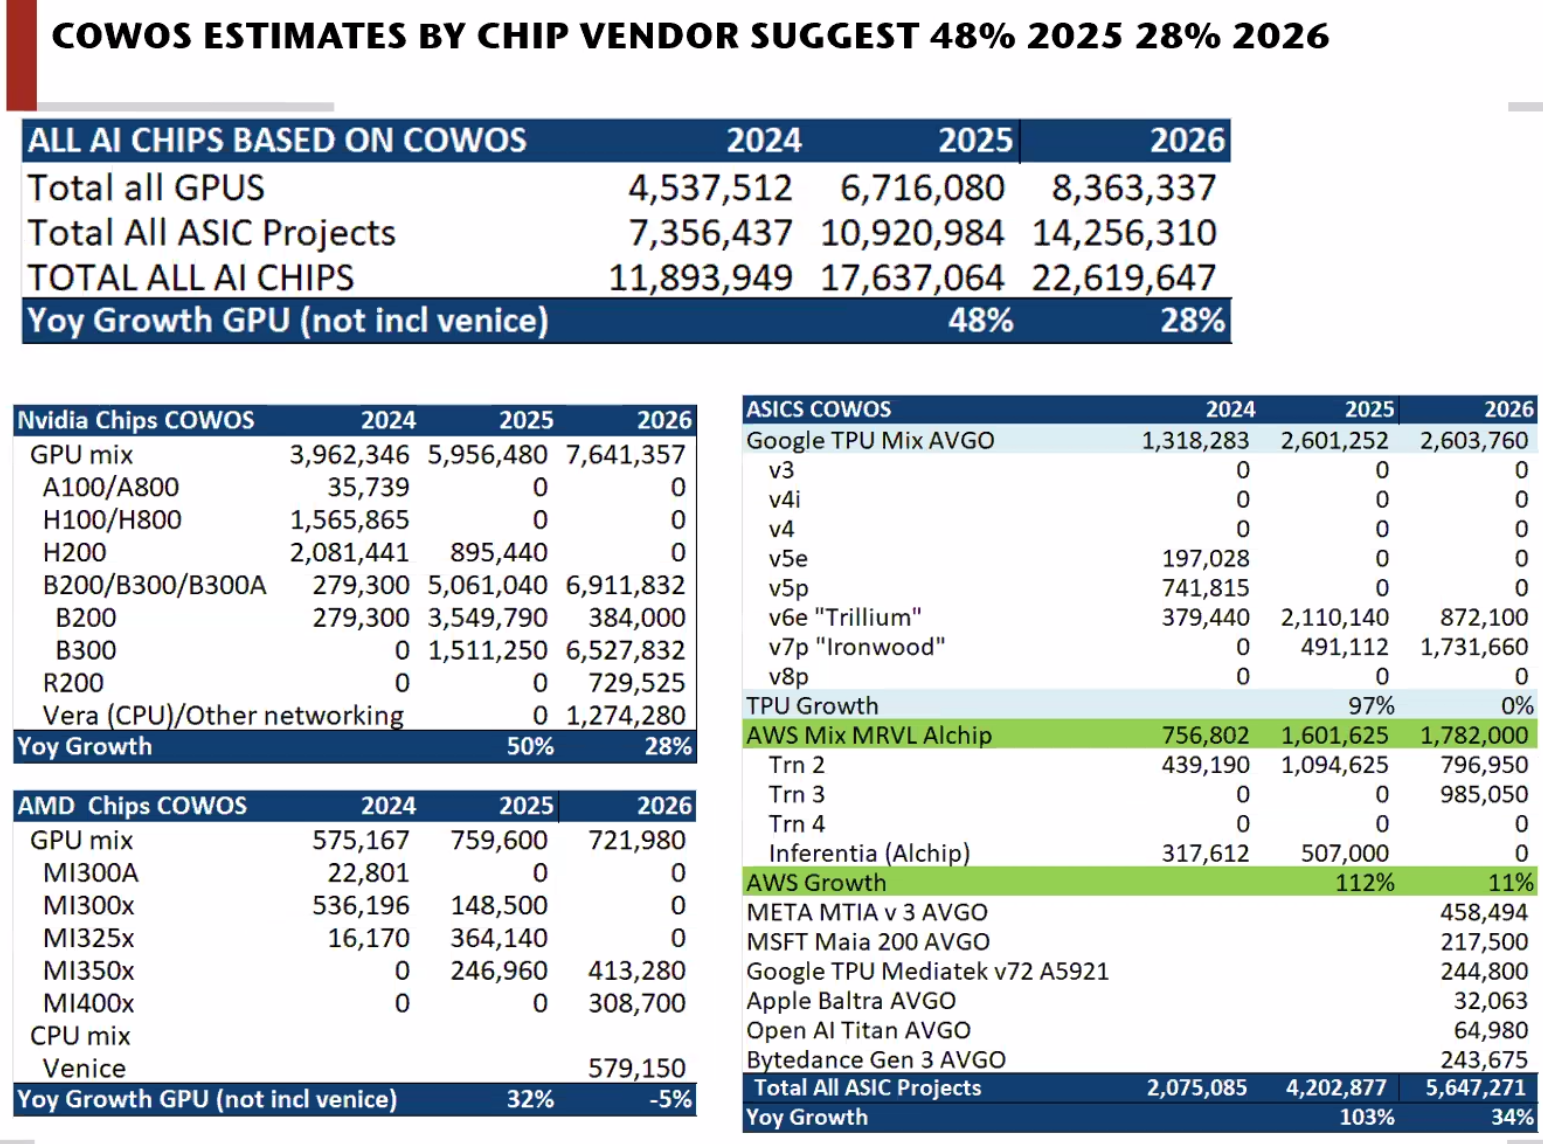 COWOS ESTIMATES BY CHIP VENDOR SUGGEST 48% 2025 28% 2026
ALL AI CHIPS BASED ON COWOS 2024 2025 2026
Total all GPUS 4,537,512 6,716,080 8,363,337
Total All ASIC Projects 7,356,437 10,920,984 14,256,310
TOTAL ALL AI CHIPS 11,893,949 17,637,064 22,619,647
Yoy Growth GPU (not incl venice) 48% 28%
Nvidia Chips COWOS 2024 2025 2026
GPU mix 3,962,346 5,956,480 7,641,357
A100/A800 35,739 0 0
H100/H800 1,565,865 0 0
H200 2,081,441 895,440 0
B200/B300/B300A 279,300 5,061,040 6,911,832
B200 279,300 3,549,790 384,000
B300 0 1,511,250 6,527,832
R200 0 0 729,525
Vera (CPU)/Other networking 0 1,274,280
Yoy Growth 50% 28%
AMD Chips COWOS 2024 2025 2026
GPU mix 575,167 759,600 721,980
MI300A 22,801 0 0
MI300x 536,196 148,500 0
MI325x 16,170 364,140 0
MI350x 0 246,960 413,280
MI400x 0 0 308,700
CPU mix
Venice 579,150
Yoy Growth GPU (not incl venice) 32% -5%
ASICS COWOS 2024 2025 2026
Google TPU Mix AVGO 1,318,283 2,601,252 2,603,760
v3 0 0 0
v4i 0 0 0
v4 0 0 0
v5e 197,028 0 0
v5p 741,815 0 0
v6e "Trillium" 379,440 2,110,140 872,100
v7p "Ironwood" 0 491,112 1,731,660
v8p 0 0 0
TPU Growth 97% 0%
AWS Mix MRVL Alchip 756,802 1,601,625 1,782,000
Trn 2 439,190 1,094,625 796,950
Trn 3 0 0 985,050
Trn 4 0 0 0
Inferentia (Alchip) 317,612 507,000 0
AWS Growth 112% 11%
META MTIA v 3 AVGO 458,494
MSFT Maia 200 AVGO 217,500
Google TPU Mediatek v72 A5921 244,800
Apple Baltra AVGO 32,063
Open AI Titan AVGO 64,980
Bytedance Gen 3 AVGO 243,675
Total All ASIC Projects 2,075,085 4,202,877 5,647,271
Yoy Growth 103% 34%